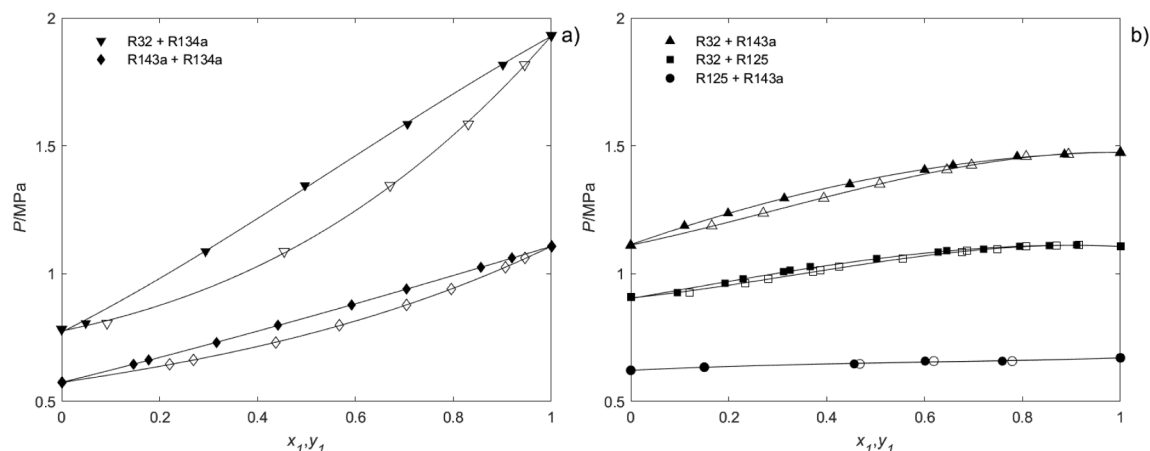 a)
R32 + R134a
R143a + R134a
2
1.5
1
0.5
P/MPa
0 0.2 0.4 0.6 0.8 1
x1,y1
b)
R32 + R143a
R32 + R125
R125 + R143a
2
1.5
1
0.5
P/MPa
0 0.2 0.4 0.6 0.8 1
x1,y1